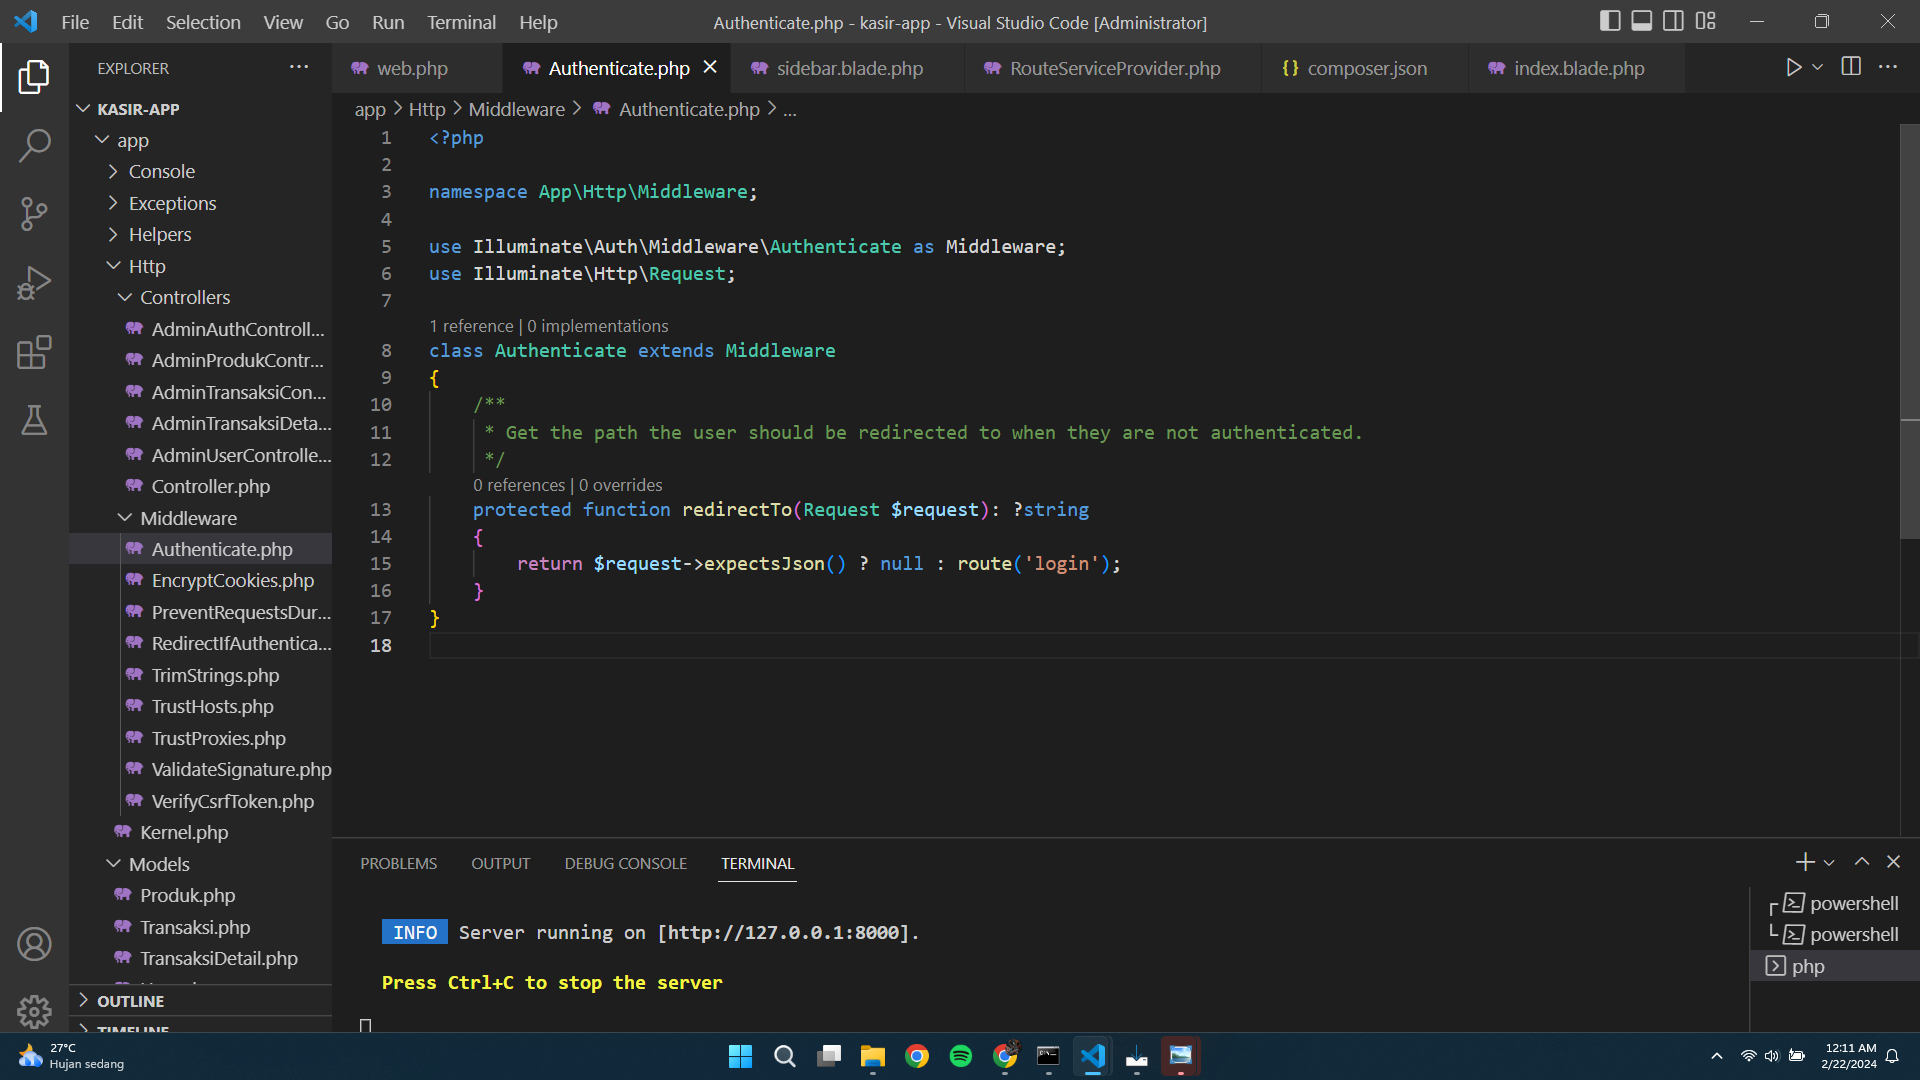 File Edit Selection View Go Run Terminal Help
Authenticate.php - kasir-app - Visual Studio Code [Administrator]
EXPLORER
KASIR-APP
app
Console
Exceptions
Helpers
Http
Controllers
AdminAuthControll...
AdminProdukContr...
AdminTransaksiCon...
AdminTransaksiDeta...
AdminUserControlle...
Controller.php
Middleware
Authenticate.php
EncryptCookies.php
PreventRequestsDur...
RedirectIfAuthentica...
TrimStrings.php
TrustHosts.php
TrustProxies.php
ValidateSignature.php
VerifyCsrfToken.php
Kernel.php
Models
Produk.php
Transaksi.php
TransaksiDetail.php
OUTLINE
TIMELINE
web.php Authenticate.php sidebar.blade.php RouteServiceProvider.php {} composer.json index.blade.php
app > Http > Middleware > Authenticate.php > ...
1 <?php
2
3 namespace App\Http\Middleware;
4
5 use Illuminate\Auth\Middleware\Authenticate as Middleware;
6 use Illuminate\Http\Request;
7
1 reference | 0 implementations
8 class Authenticate extends Middleware
9 {
10 /**
11 * Get the path the user should be redirected to when they are not authenticated.
12 */
0 references | 0 overrides
13 protected function redirectTo(Request $request): ?string
14 {
15 return $request->expectsJson() ? null : route('login');
16 }
17 }
18
PROBLEMS OUTPUT DEBUG CONSOLE TERMINAL
INFO Server running on [http://127.0.0.1:8000].
Press Ctrl+C to stop the server
powershell
powershell
php
27°C
Hujan sedang
12:11 AM
2/22/2024